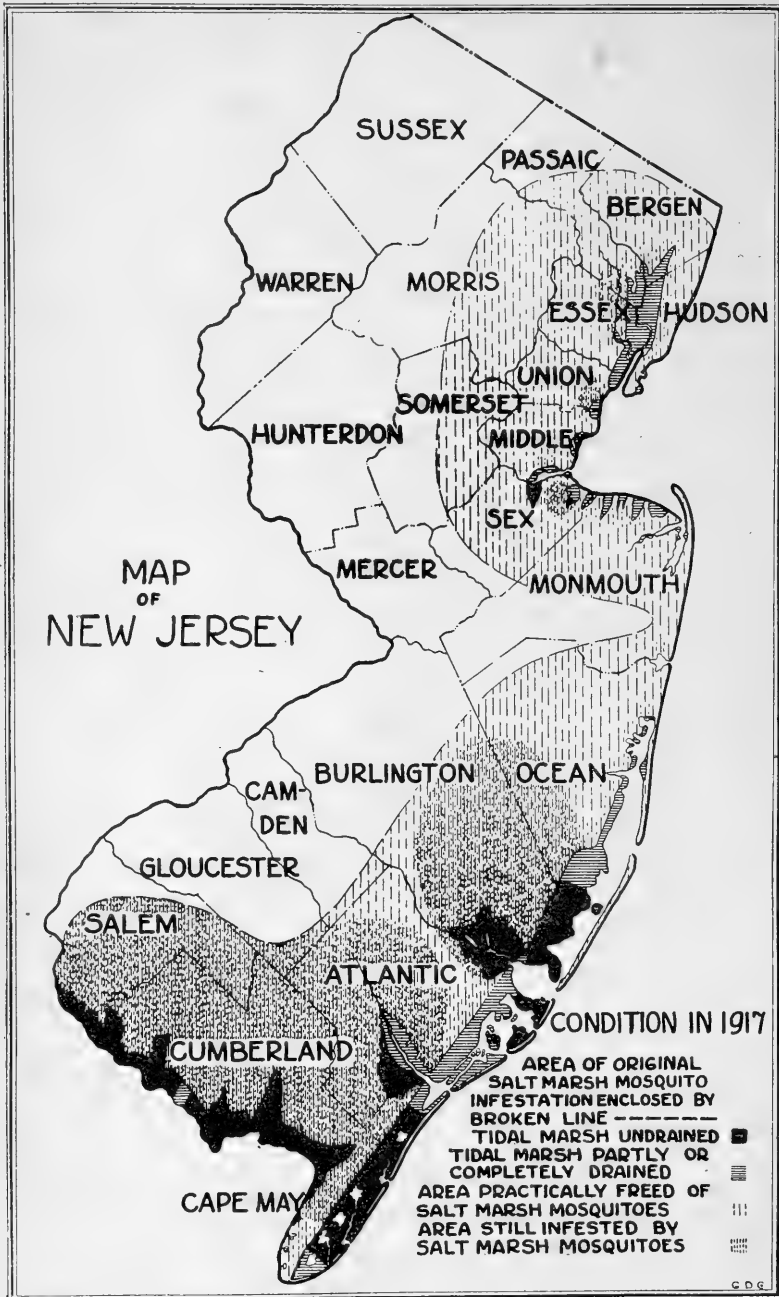 SUSSEX
PASSAIC
BERGEN
WARREN
MORRIS
ESSEX
HUDSON
UNION
SOMERSET
HUNTERDON
MIDDLE
SEX
MERCER
MONMOUTH
MAP
OF
NEW JERSEY
BURLINGTON
OCEAN
CAM-
DEN
GLOUCESTER
SALEM
ATLANTIC
CUMBERLAND
CAPE MAY
CONDITION IN 1917
AREA OF ORIGINAL
SALT MARSH MOSQUITO
INFESTATION ENCLOSED BY
BROKEN LINE
TIDAL MARSH UNDRAINED
TIDAL MARSH PARTLY OR
COMPLETELY DRAINED
AREA PRACTICALLY FREED OF
SALT MARSH MOSQUITOES
AREA STILL INFESTED BY
SALT MARSH MOSQUITOES